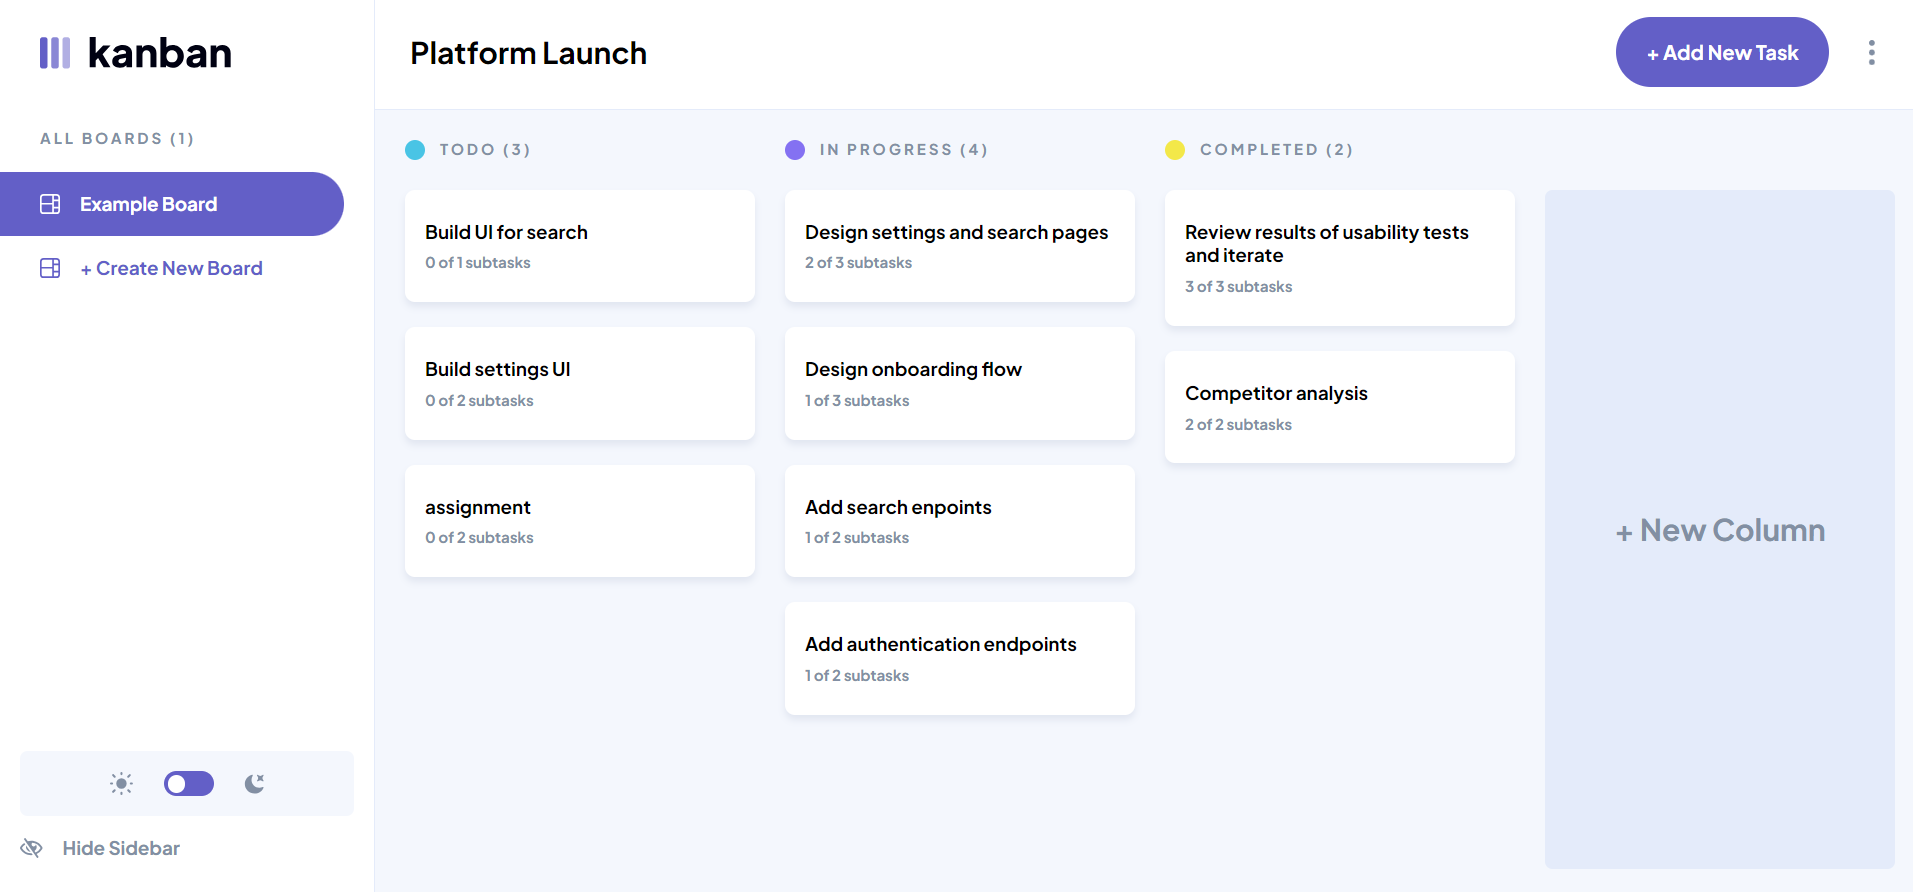 kanban
ALL BOARDS (1)
Example Board
+ Create New Board
Hide Sidebar
Platform Launch
+ Add New Task
TODO (3)
Build UI for search
0 of 1 subtasks
Build settings UI
0 of 2 subtasks
assignment
0 of 2 subtasks
IN PROGRESS (4)
Design settings and search pages
2 of 3 subtasks
Design onboarding flow
1 of 3 subtasks
Add search enpoints
1 of 2 subtasks
Add authentication endpoints
1 of 2 subtasks
COMPLETED (2)
Review results of usability tests
and iterate
3 of 3 subtasks
Competitor analysis
2 of 2 subtasks
+ New Column